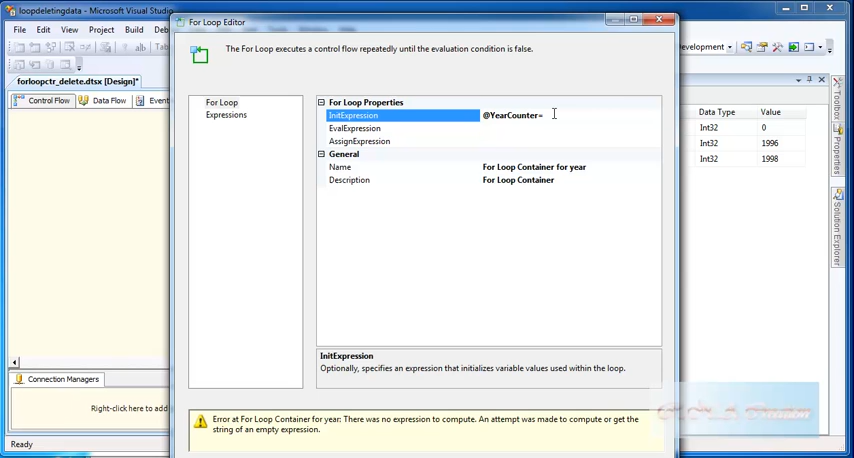 loopdeletingdata - Microsoft Visual Studio
File Edit View Project Build
forloopctr_delete.dtsx [Design]*
Control Flow Data Flow
For Loop Editor
The For Loop executes a control flow repeatedly until the evaluation condition is false.
For Loop
Expressions
For Loop Properties
InitExpression @YearCounter=
EvalExpression
AssignExpression
General
Name For Loop Container for year
Description For Loop Container
InitExpression
Optionally, specifies an expression that initializes variable values used within the loop.
Error at For Loop Container for year: There was no expression to compute. An attempt was made to compute or get the
string of an empty expression.
Data Type Value
Int32 0
Int32 1996
Int32 1998
Toolbox
Properties
Solution Explorer
Connection Managers
Right-click here to add
Ready